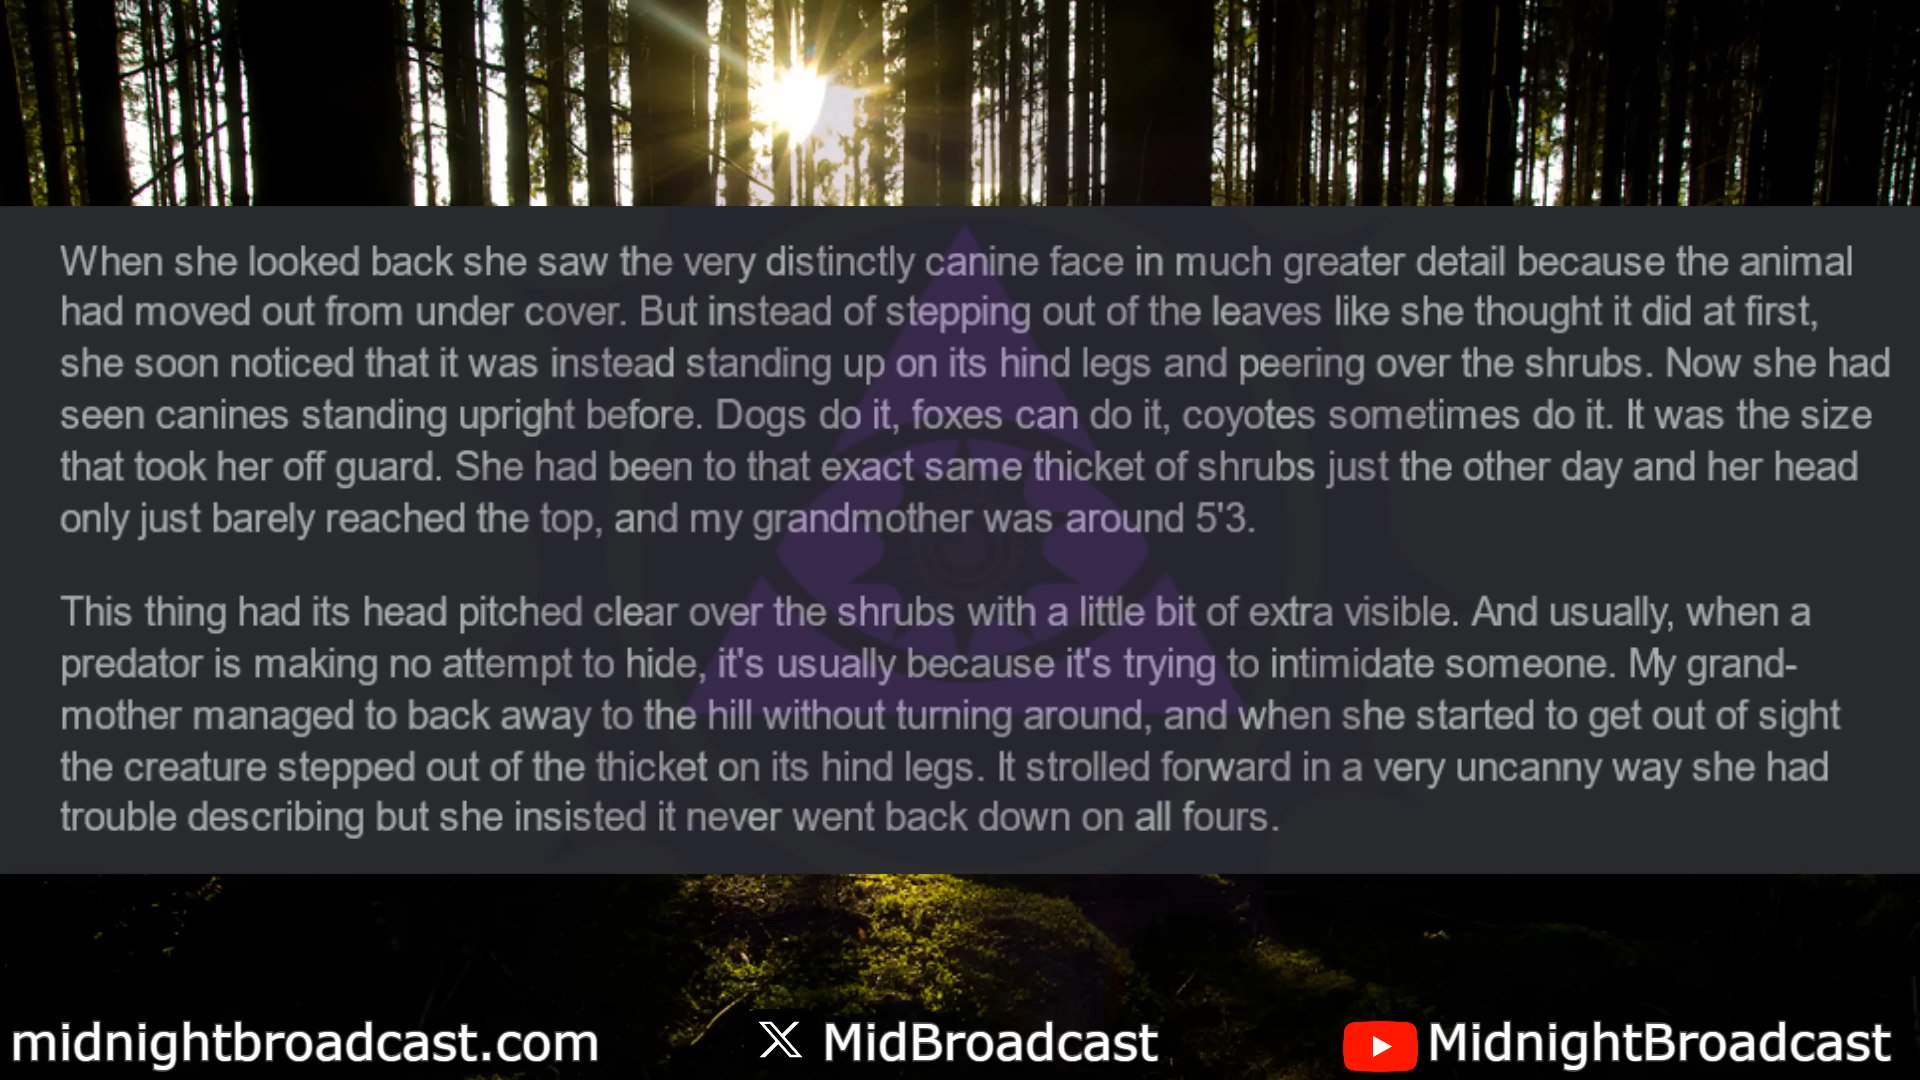 When she looked back she saw the very distinctly canine face in much greater detail because the animal
had moved out from under cover. But instead of stepping out of the leaves like she thought it did at first,
she soon noticed that it was instead standing up on its hind legs and peering over the shrubs. Now she had
seen canines standing upright before. Dogs do it, foxes can do it, coyotes sometimes do it. It was the size
that took her off guard. She had been to that exact same thicket of shrubs just the other day and her head
only just barely reached the top, and my grandmother was around 5'3.
This thing had its head pitched clear over the shrubs with a little bit of extra visible. And usually, when a
predator is making no attempt to hide, it's usually because it's trying to intimidate someone. My grand-
mother managed to back away to the hill without turning around, and when she started to get out of sight
the creature stepped out of the thicket on its hind legs. It strolled forward in a very uncanny way she had
trouble describing but she insisted it never went back down on all fours.
midnightbroadcast.com
MidBroadcast
MidnightBroadcast